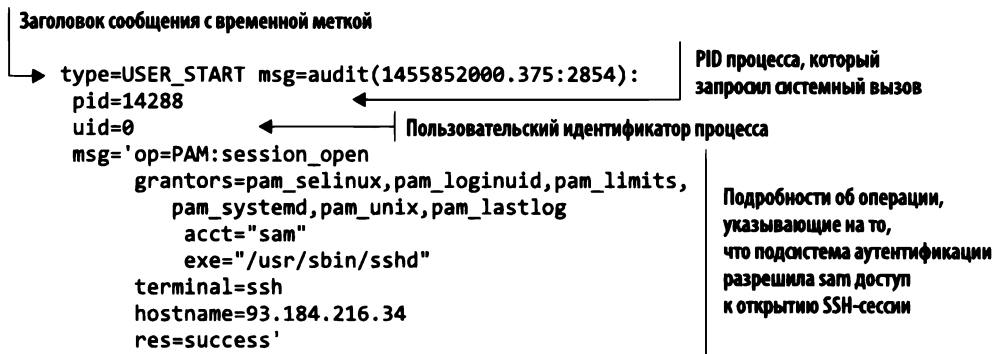 Заголовок сообщения с временной меткой
type=USER_START msg=audit(1455852000.375:2854):
PID процесса, который
запросил системный вызов
pid=14288
uid=0
Пользовательский идентификатор процесса
msg='op=PAM:session_open
grantors=pam_selinux,pam_loginuid,pam_limits,
pam_systemd,pam_unix,pam_lastlog
acct="sam"
exe="/usr/sbin/sshd"
terminal=ssh
hostname=93.184.216.34
res=success'
Подробности об операции,
указывающие на то,
что подсистема аутентификации
разрешила sam доступ
к открытию SSH-сессии